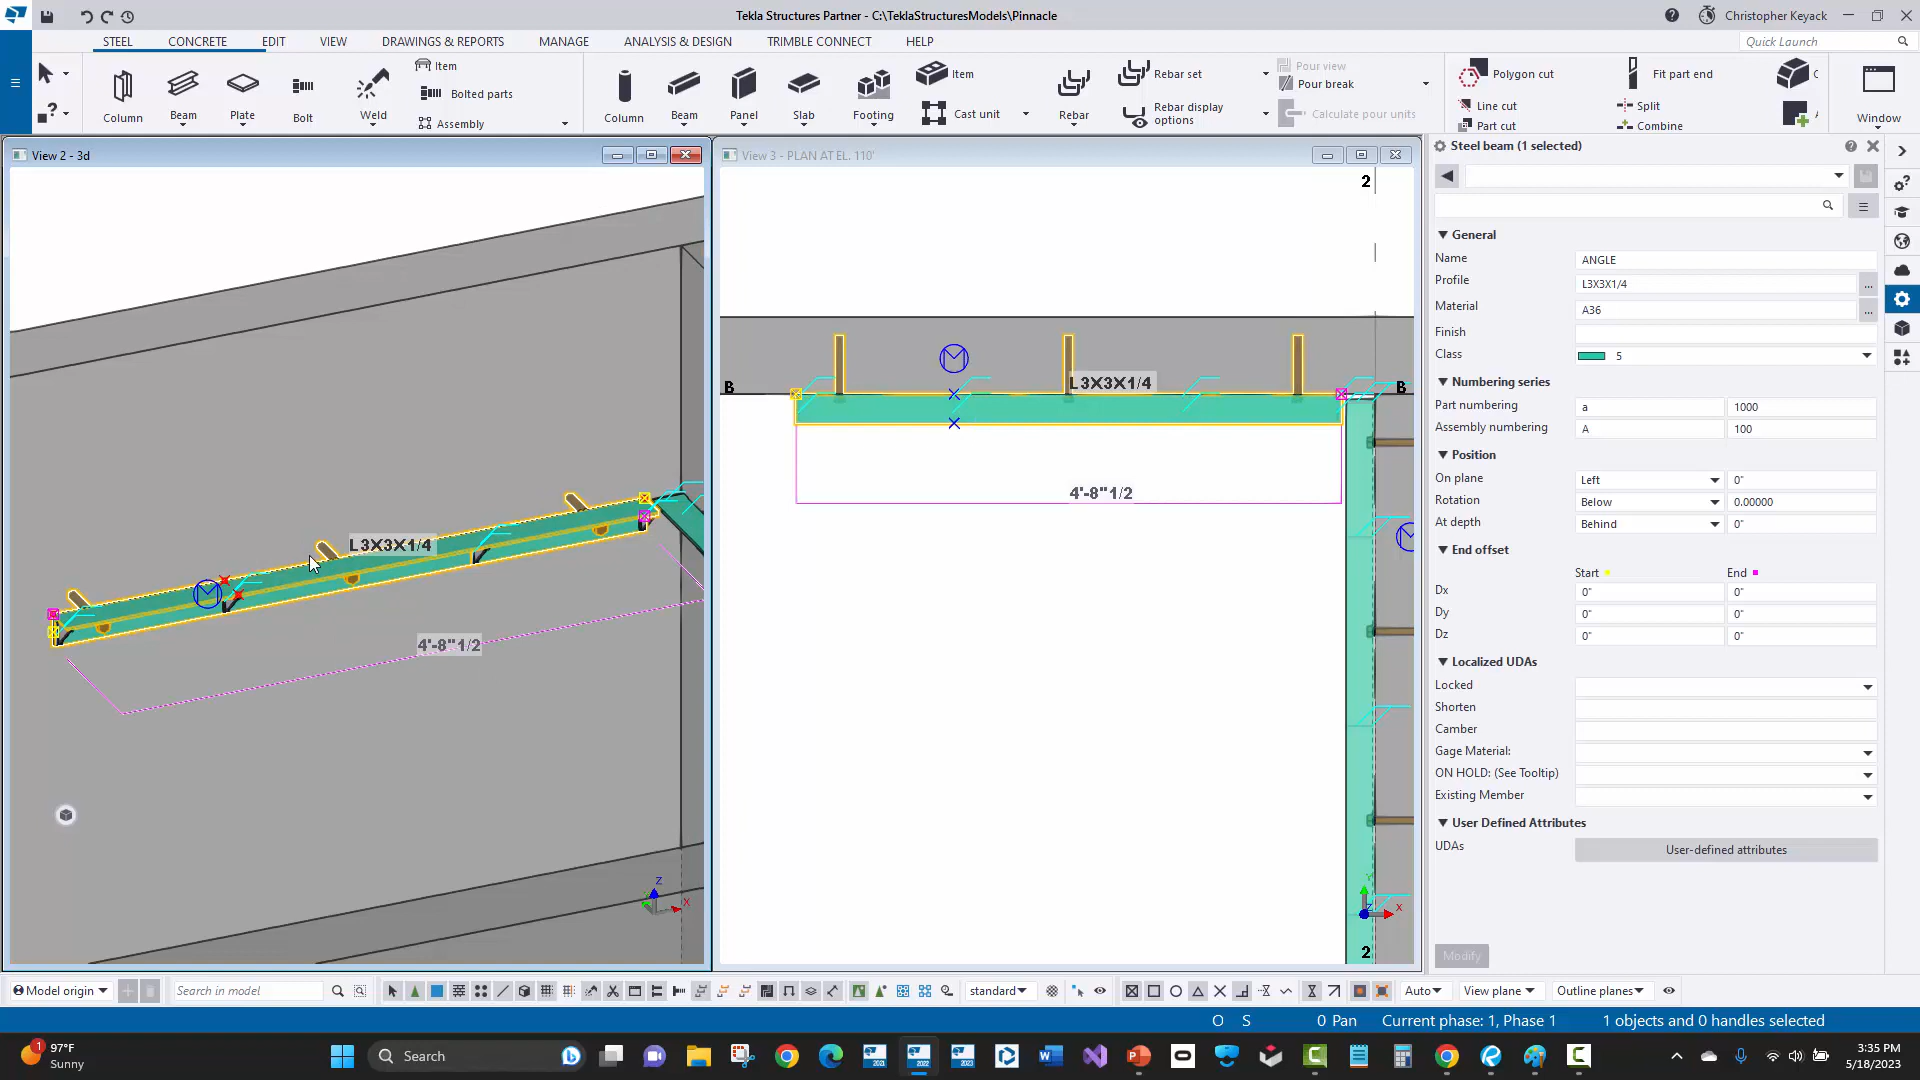 Tekla Structures Partner - C:\TeklaStructuresModels\Pinnacle
Christopher Keyack
STEEL CONCRETE EDIT VIEW DRAWINGS & REPORTS MANAGE ANALYSIS & DESIGN TRIMBLE CONNECT HELP
Quick Launch
Column Beam Plate Bolt Weld
Item
Bolted parts
Assembly
Column Beam Panel Slab Footing
Item
Cast unit
Rebar
Rebar set
Rebar display options
Pour view
Pour break
Calculate pour units
Polygon cut
Line cut
Part cut
Fit part end
Split
Combine
Window
View 2 - 3d
View 3 - PLAN AT EL. 110'
L3X3X1/4
4'-8"1/2
Z
X
2
B
L3X3X1/4
B
4'-8"1/2
Y
Z
X
2
Steel beam (1 selected)
General
Name ANGLE
Profile L3X3X1/4 ...
Material A36 ...
Finish
Class 5
Numbering series
Part numbering a 1000
Assembly numbering A 100
Position
On plane Left 0"
Rotation Below 0.00000
At depth Behind 0"
End offset
Start End
Dx 0" 0"
Dy 0" 0"
Dz 0" 0"
Localized UDAs
Locked
Shorten
Camber
Gage Material:
ON HOLD: (See Tooltip)
Existing Member
User Defined Attributes
UDAs User-defined attributes
Modify
Model origin
Search in model
standard
Auto
View plane
Outline planes
O S 0 Pan Current phase: 1, Phase 1 1 objects and 0 handles selected
1
97°F
Sunny
Search
2021
2022
2023
3:35 PM
5/18/2023